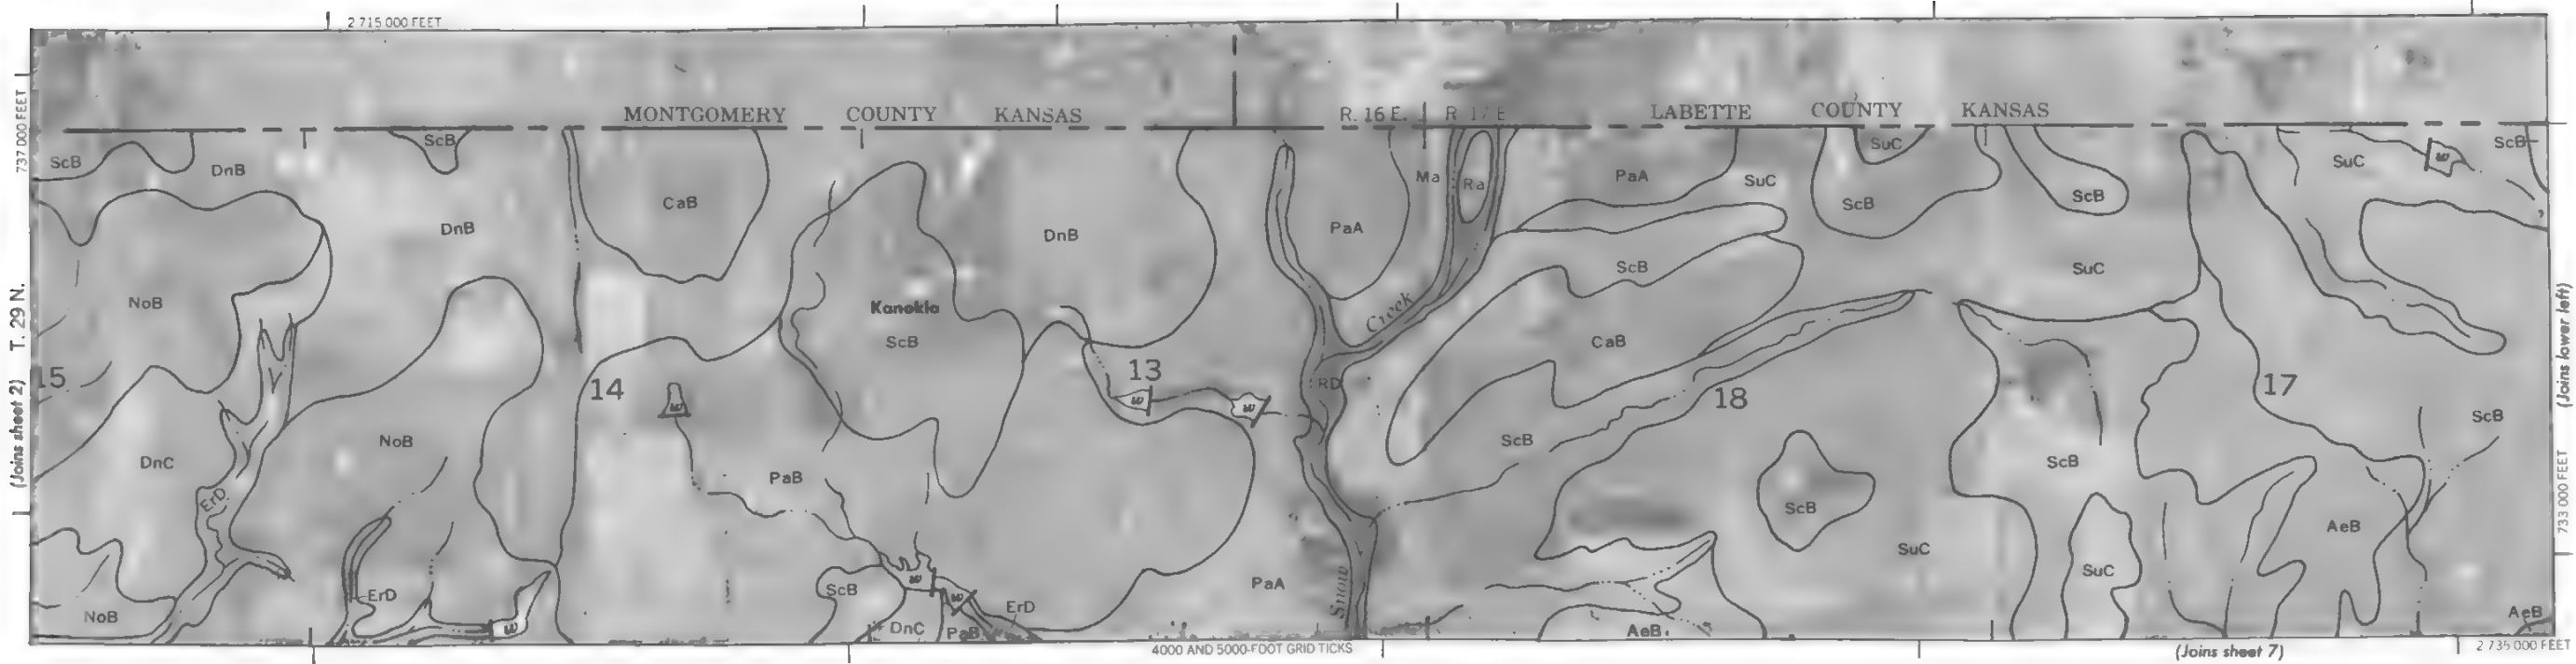 2 715 000 FEET
737 000 FEET
MONTGOMERY COUNTY KANSAS
R. 16 E. R 17 E
LABETTE COUNTY KANSAS
ScB
DnB
ScB
DnB
CaB
DnB
PaA
Ma
Ra
PaA
SuC
SuC
ScB
ScB
SuC
W
ScB
NoB
Kanokla
ScB
Creek
ScB
CaB
SuC
(Joins sheet 2) T. 29 N.
(Joins lower left)
15
14
13
RD
18
17
W
W
W
DnC
NoB
PaB
ScB
ScB
ScB
ScB
ErD
AeB
733 000 FEET
SuC
SuC
NoB
ErD
W
ScB
W
W
DnC
PaB
ErD
PaA
Snow
AeB
AeB
4000 AND 5000-FOOT GRID TICKS
(Joins sheet 7)
2 735 000 FEET